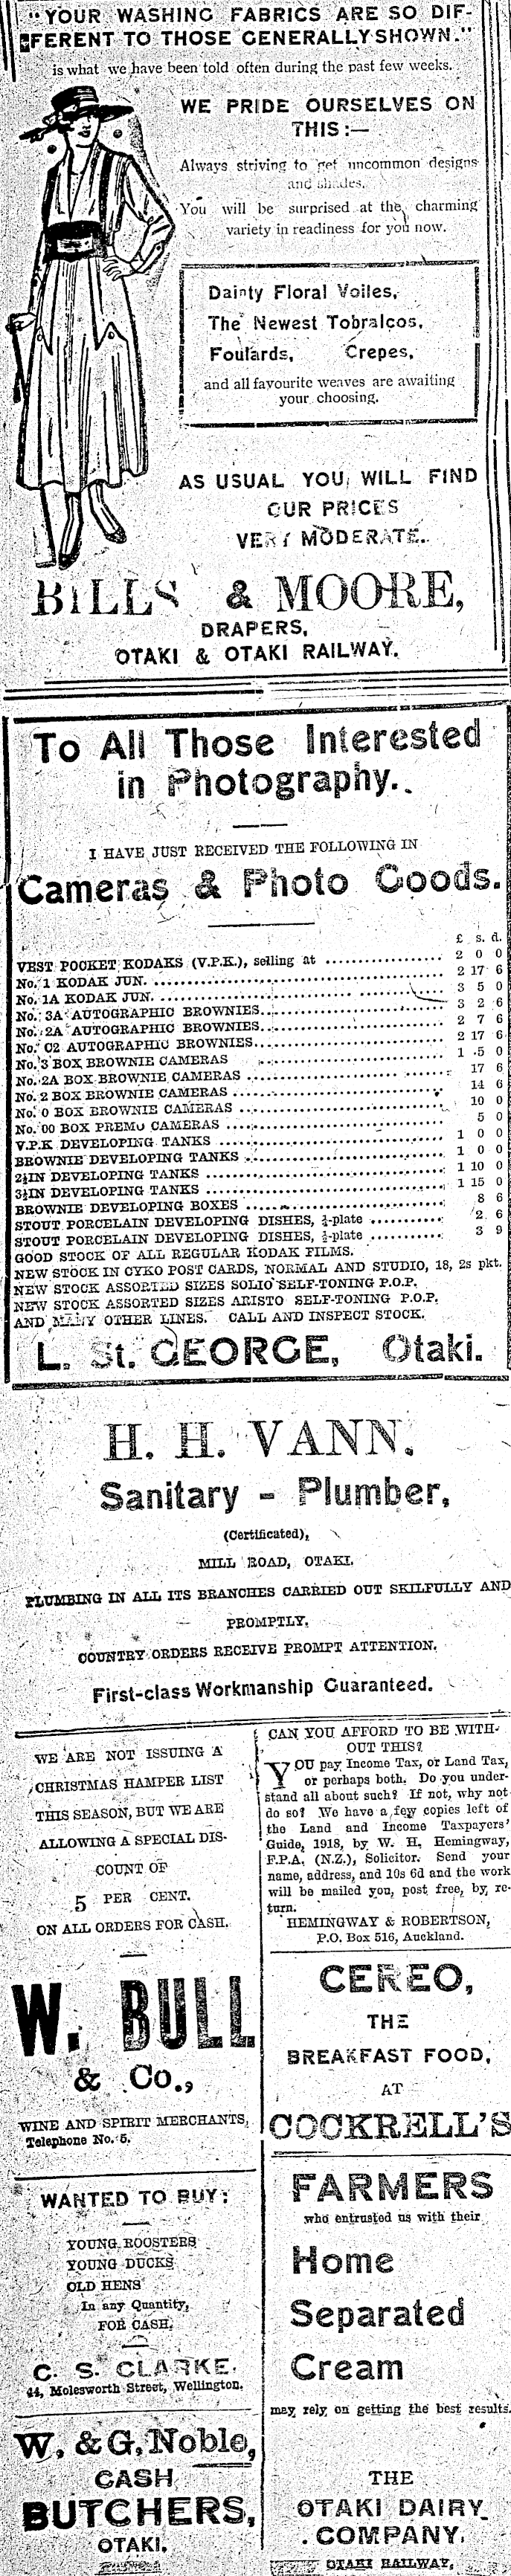 "YOUR WASHING FABRICS ARE SO DIF-
FERENT TO THOSE GENERALLY SHOWN."
is what we have been told often during the past few weeks.
WE PRIDE OURSELVES ON
THIS:—
Always striving to get uncommon designs
and shades.
You will be surprised at the charming
variety in readiness for you now.
Dainty Floral Voiles,
The Newest Tobralcos,
Foulards, Crepes,
and all favourite weaves are awaiting
your choosing.
AS USUAL YOU WILL FIND
OUR PRICES
VERY MODERATE.
BILLS & MOORE,
DRAPERS,
OTAKI & OTAKI RAILWAY.
To All Those Interested
in Photography.
I HAVE JUST RECEIVED THE FOLLOWING IN
Cameras & Photo Goods.
£ s. d.
VEST POCKET KODAKS (V.P.K.), selling at ........ 2 0 0
No. 1 KODAK JUN. ........ 2 17 6
No. 1A KODAK JUN. ........ 3 5 0
No. 3A AUTOGRAPHIC BROWNIES ........ 3 2 6
No. 2A AUTOGRAPHIC BROWNIES ........ 2 7 6
No. C2 AUTOGRAPHIC BROWNIES ........ 2 17 6
No. 3 BOX BROWNIE CAMERAS ........ 1 5 0
No. 2A BOX BROWNIE CAMERAS ........ 17 6
No. 2 BOX BROWNIE CAMERAS ........ 14 6
No. 0 BOX BROWNIE CAMERAS ........ 10 0
No. 00 BOX PREMO CAMERAS ........ 5 0
V.P.K DEVELOPING TANKS ........ 1 0 0
BROWNIE DEVELOPING TANKS ........ 1 0 0
2½IN DEVELOPING TANKS ........ 1 10 0
3½IN DEVELOPING TANKS ........ 1 15 0
BROWNIE DEVELOPING BOXES ........ 8 6
STOUT PORCELAIN DEVELOPING DISHES, ¼-plate ........ 2 6
STOUT PORCELAIN DEVELOPING DISHES, ½-plate ........ 3 9
GOOD STOCK OF ALL REGULAR KODAK FILMS.
NEW STOCK IN CYKO POST CARDS, NORMAL AND STUDIO, 18, 2s pkt.
NEW STOCK ASSORTED SIZES SOLIO SELF-TONING P.O.P.
NEW STOCK ASSORTED SIZES ARISTO SELF-TONING P.O.P.
AND MANY OTHER LINES. CALL AND INSPECT STOCK.
L. St. GEORGE, Otaki.
H. H. VANN,
Sanitary - Plumber,
(Certificated),
MILL ROAD, OTAKI.
PLUMBING IN ALL ITS BRANCHES CARRIED OUT SKILFULLY AND
PROMPTLY.
COUNTRY ORDERS RECEIVE PROMPT ATTENTION.
First-class Workmanship Guaranteed.
WE ARE NOT ISSUING A
CHRISTMAS HAMPER LIST
THIS SEASON, BUT WE ARE
ALLOWING A SPECIAL DIS-
COUNT OF
5 PER CENT.
ON ALL ORDERS FOR CASH.
W. BULL
& Co.,
WINE AND SPIRIT MERCHANTS,
Telephone No. 5.
WANTED TO BUY:
YOUNG ROOSTERS
YOUNG DUCKS
OLD HENS
In any Quantity,
FOR CASH.
C. S. CLARKE,
44, Molesworth Street, Wellington.
W. & G. Noble,
CASH
BUTCHERS,
OTAKI.
CAN YOU AFFORD TO BE WITH-
OUT THIS?
YOU pay Income Tax, or Land Tax,
or perhaps both. Do you under-
stand all about such? If not, why not
do so? We have a few copies left of
the Land and Income Taxpayers'
Guide, 1918, by W. H. Hemingway,
F.P.A. (N.Z.), Solicitor. Send your
name, address, and 10s 6d and the work
will be mailed you, post free, by re-
turn.
HEMINGWAY & ROBERTSON,
P.O. Box 516, Auckland.
CEREO,
THE
BREAKFAST FOOD,
AT
COCKRELL'S
FARMERS
who entrusted us with their
Home
Separated
Cream
may rely on getting the best results.
THE
OTAKI DAIRY
COMPANY,
OTAKI RAILWAY,